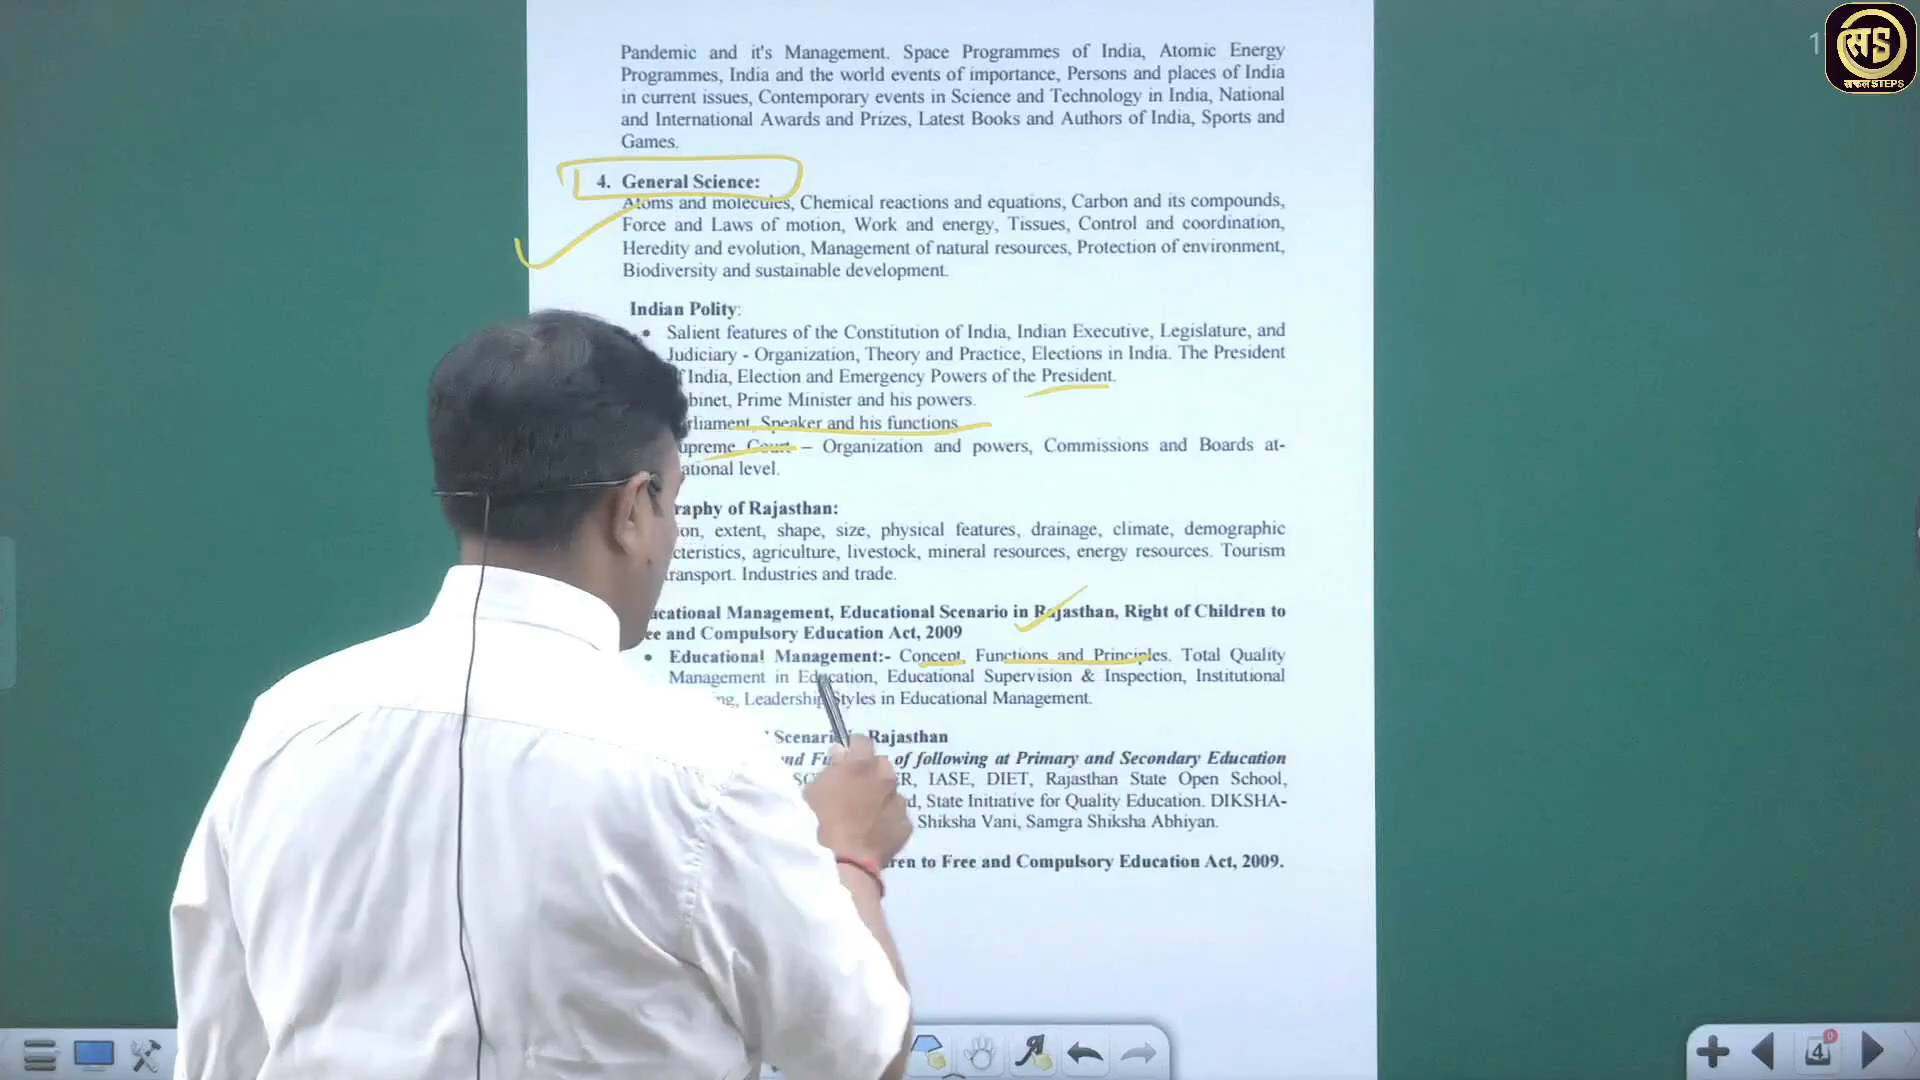 Pandemic and it's Management. Space Programmes of India, Atomic Energy
Programmes, India and the world events of importance, Persons and places of India
in current issues, Contemporary events in Science and Technology in India, National
and International Awards and Prizes, Latest Books and Authors of India, Sports and
Games.
4. General Science:
Atoms and molecules, Chemical reactions and equations, Carbon and its compounds,
Force and Laws of motion, Work and energy, Tissues, Control and coordination,
Heredity and evolution, Management of natural resources, Protection of environment,
Biodiversity and sustainable development.
Indian Polity:
• Salient features of the Constitution of India, Indian Executive, Legislature, and
Judiciary - Organization, Theory and Practice, Elections in India. The President
India, Election and Emergency Powers of the President.
binet, Prime Minister and his powers.
rliament, Speaker and his functions
upreme Court – Organization and powers, Commissions and Boards at-
ational level.
raphy of Rajasthan:
ion, extent, shape, size, physical features, drainage, climate, demographic
cteristics, agriculture, livestock, mineral resources, energy resources. Tourism
ransport. Industries and trade.
cational Management, Educational Scenario in Rajasthan, Right of Children to
ee and Compulsory Education Act, 2009
• Educational Management:- Concept, Functions and Principles. Total Quality
Management in Education, Educational Supervision & Inspection, Institutional
ng, Leadership Styles in Educational Management.
Scenario in Rajasthan
nd of following at Primary and Secondary Education
IASE, DIET, Rajasthan State Open School,
d, State Initiative for Quality Education. DIKSHA-
Shiksha Vani, Samgra Shiksha Abhiyan.
ren to Free and Compulsory Education Act, 2009.
सS
सफलSTEPS
4
0